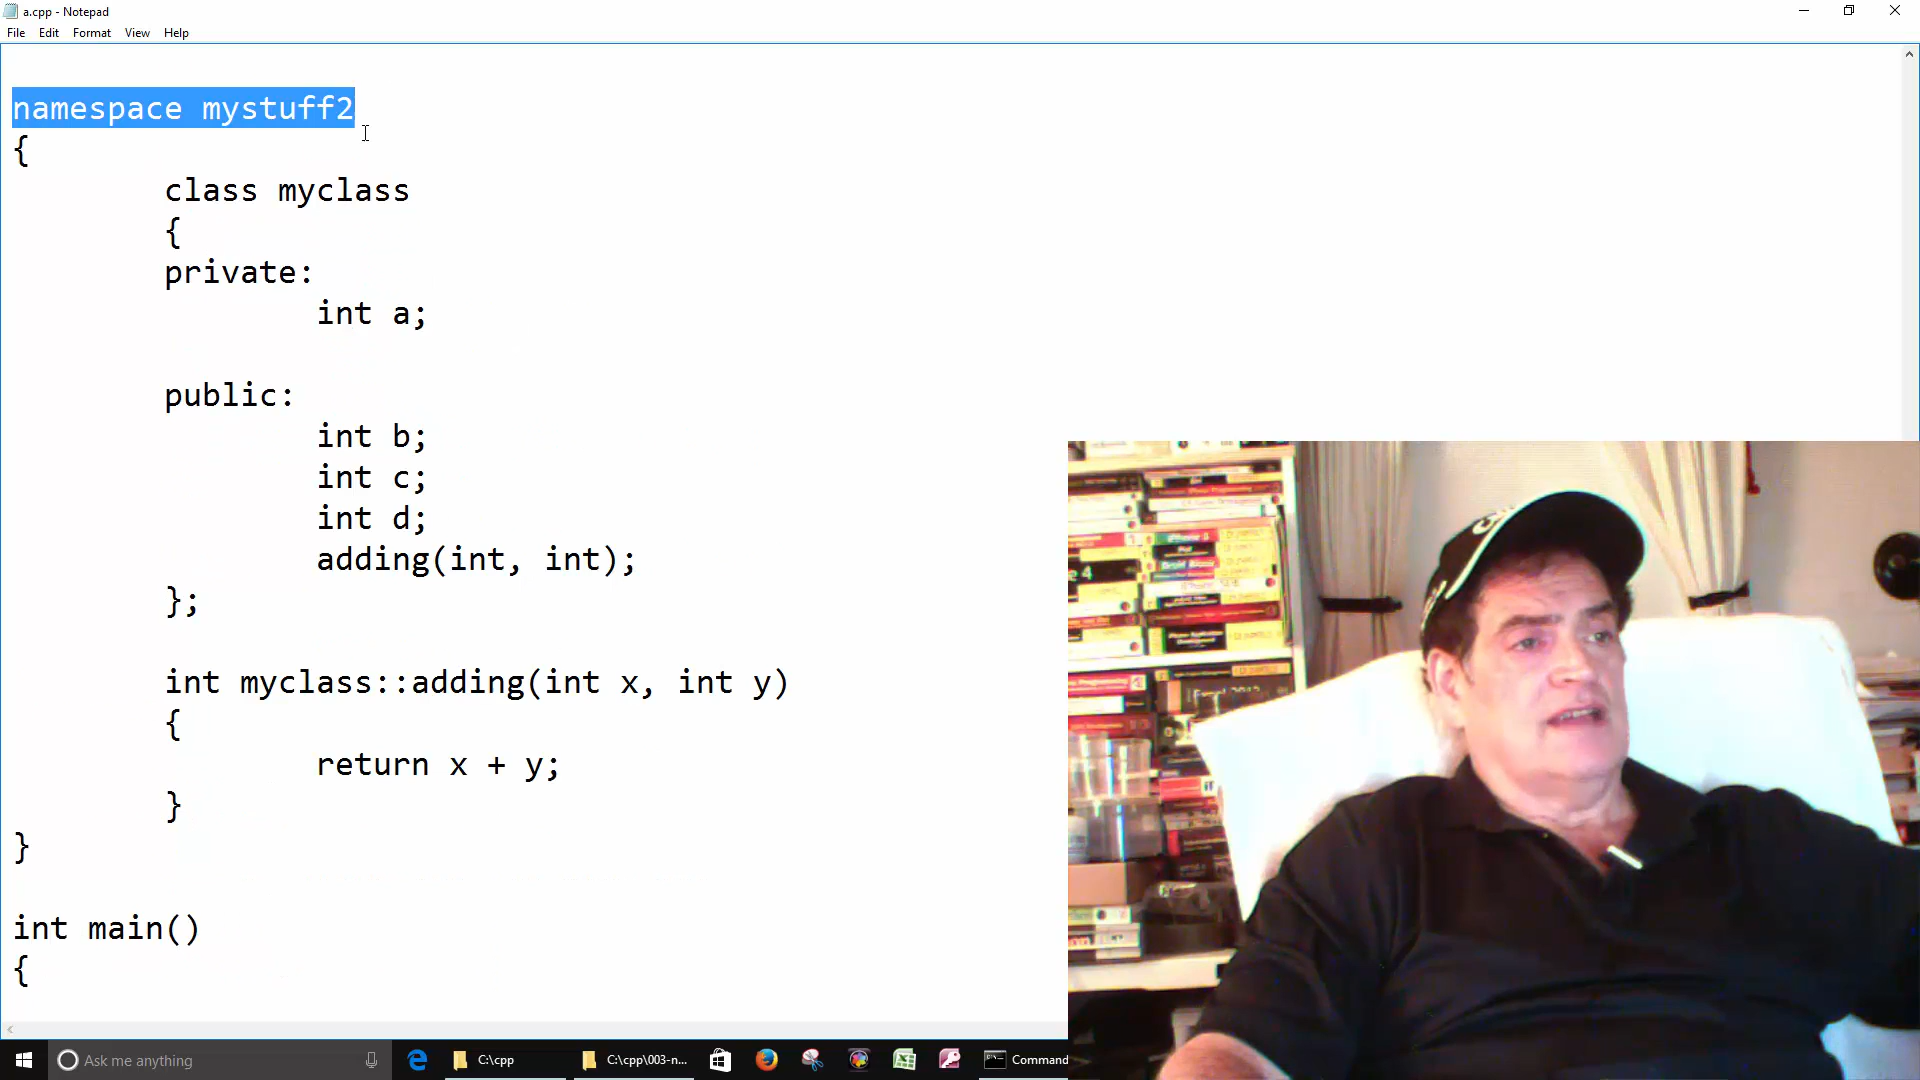 a.cpp - Notepad
File Edit Format View Help
namespace mystuff2
{
class myclass
{
private:
int a;
public:
int b;
int c;
int d;
adding(int, int);
};
int myclass::adding(int x, int y)
{
return x + y;
}
}
int main()
{
Ask me anything
C:\cpp
C:\cpp\003-n...
Command